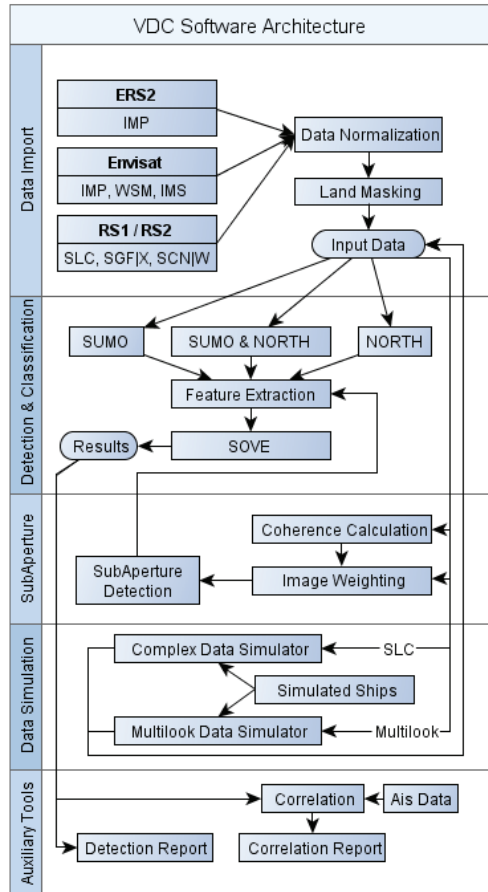 VDC Software Architecture
Data Import
ERS2
IMP
Envisat
IMP, WSM, IMS
RS1 / RS2
SLC, SGF|X, SCN|W
Data Normalization
Land Masking
Input Data
Detection & Classification
SUMO
SUMO & NORTH
NORTH
Feature Extraction
Results
SOVE
SubAperture
Coherence Calculation
SubAperture
Detection
Image Weighting
Data Simulation
Complex Data Simulator
SLC
Simulated Ships
Multilook Data Simulator
Multilook
Auxiliary Tools
Correlation
Ais Data
Detection Report
Correlation Report